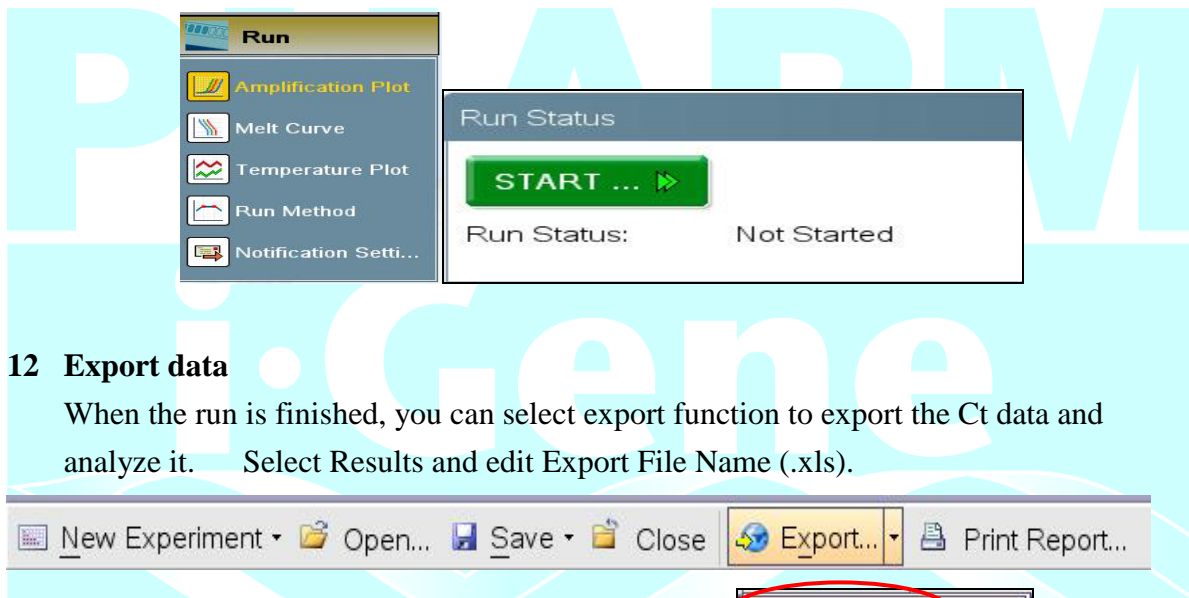 PHARM
Run
Amplification Plot
Melt Curve
Temperature Plot
Run Method
Notification Setti...
Run Status
START ...
Run Status: Not Started
i·Gene
12 Export data
When the run is finished, you can select export function to export the Ct data and
analyze it. Select Results and edit Export File Name (.xls).
New Experiment Open... Save Close Export... Print Report...